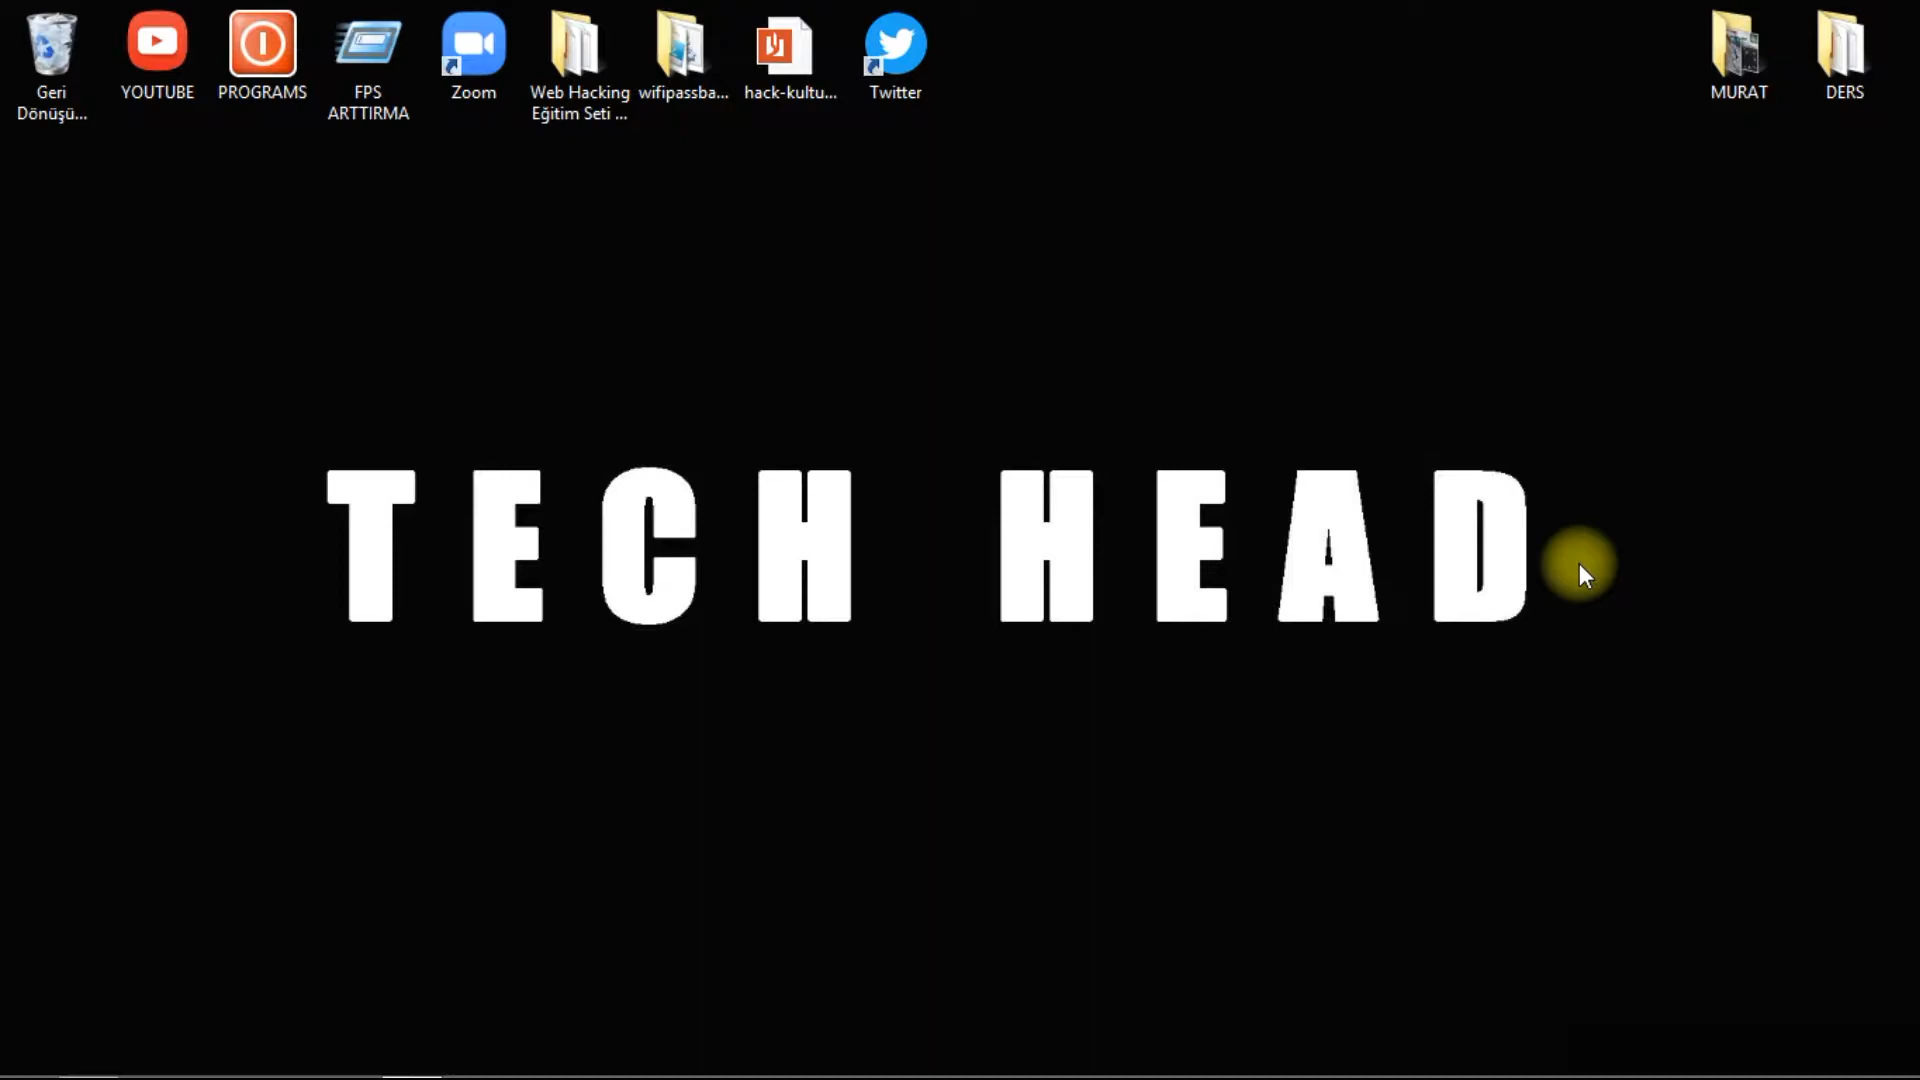 Geri
Dönüşü...
YOUTUBE
PROGRAMS
FPS
ARTTIRMA
Zoom
Web Hacking
Eğitim Seti ...
wifipassba...
hack-kultu...
Twitter
MURAT
DERS
TECH HEAD